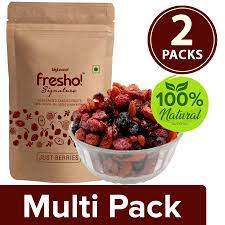 bigbasket
fresho!
Signature
JUST BERRIES
2
PACKS
100%
Natural
Multi Pack